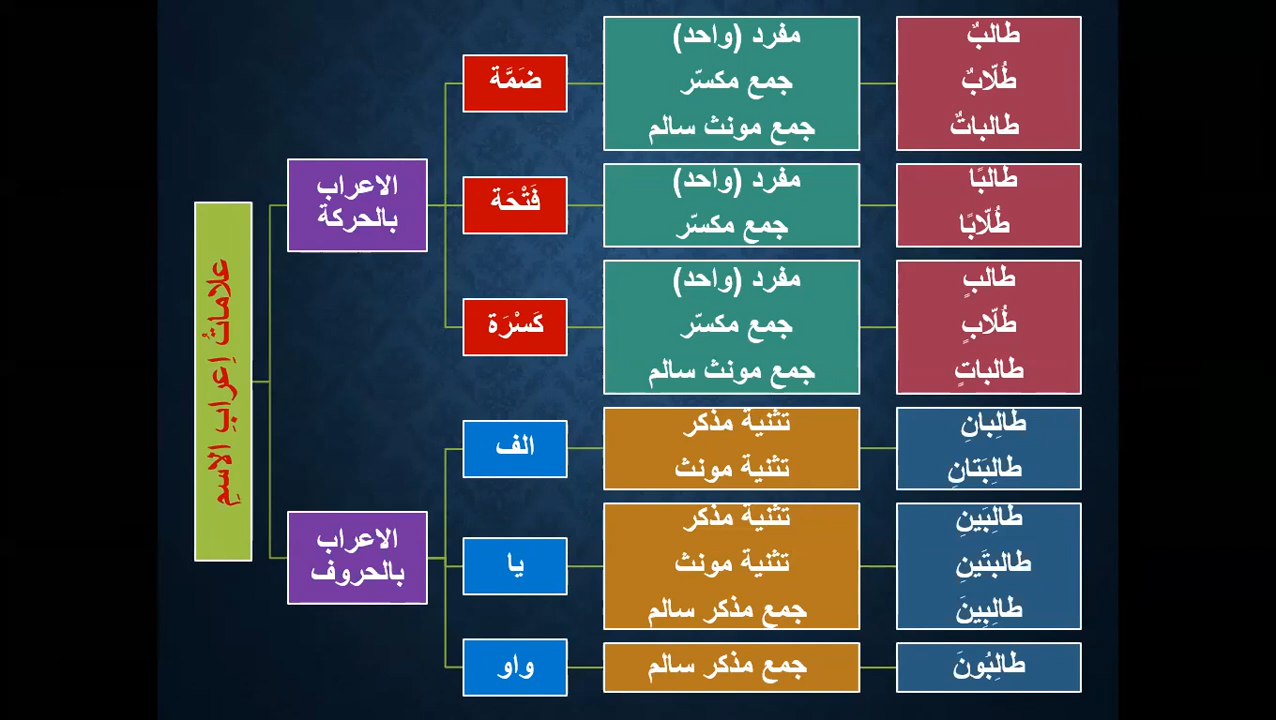 علاماتُ اِعرابِ الاسمِ
الاعراب
بالحركة
ضَمَّة
مفرد (واحد)
جمع مكسّر
جمع مونث سالم
طالبٌ
طُلّابٌ
طالباتٌ
فَتْحَة
مفرد (واحد)
جمع مكسّر
طالبًا
طُلّابًا
كَسْرَة
مفرد (واحد)
جمع مكسّر
جمع مونث سالم
طالبٍ
طُلّابٍ
طالباتٍ
الاعراب
بالحروف
الف
تثنية مذكر
تثنية مونث
طالِبانِ
طالِبَتانِ
يا
تثنية مذكر
تثنية مونث
جمع مذكر سالم
طالِبَينِ
طالبتَينِ
طالِبِينَ
واو
جمع مذكر سالم
طالِبُونَ